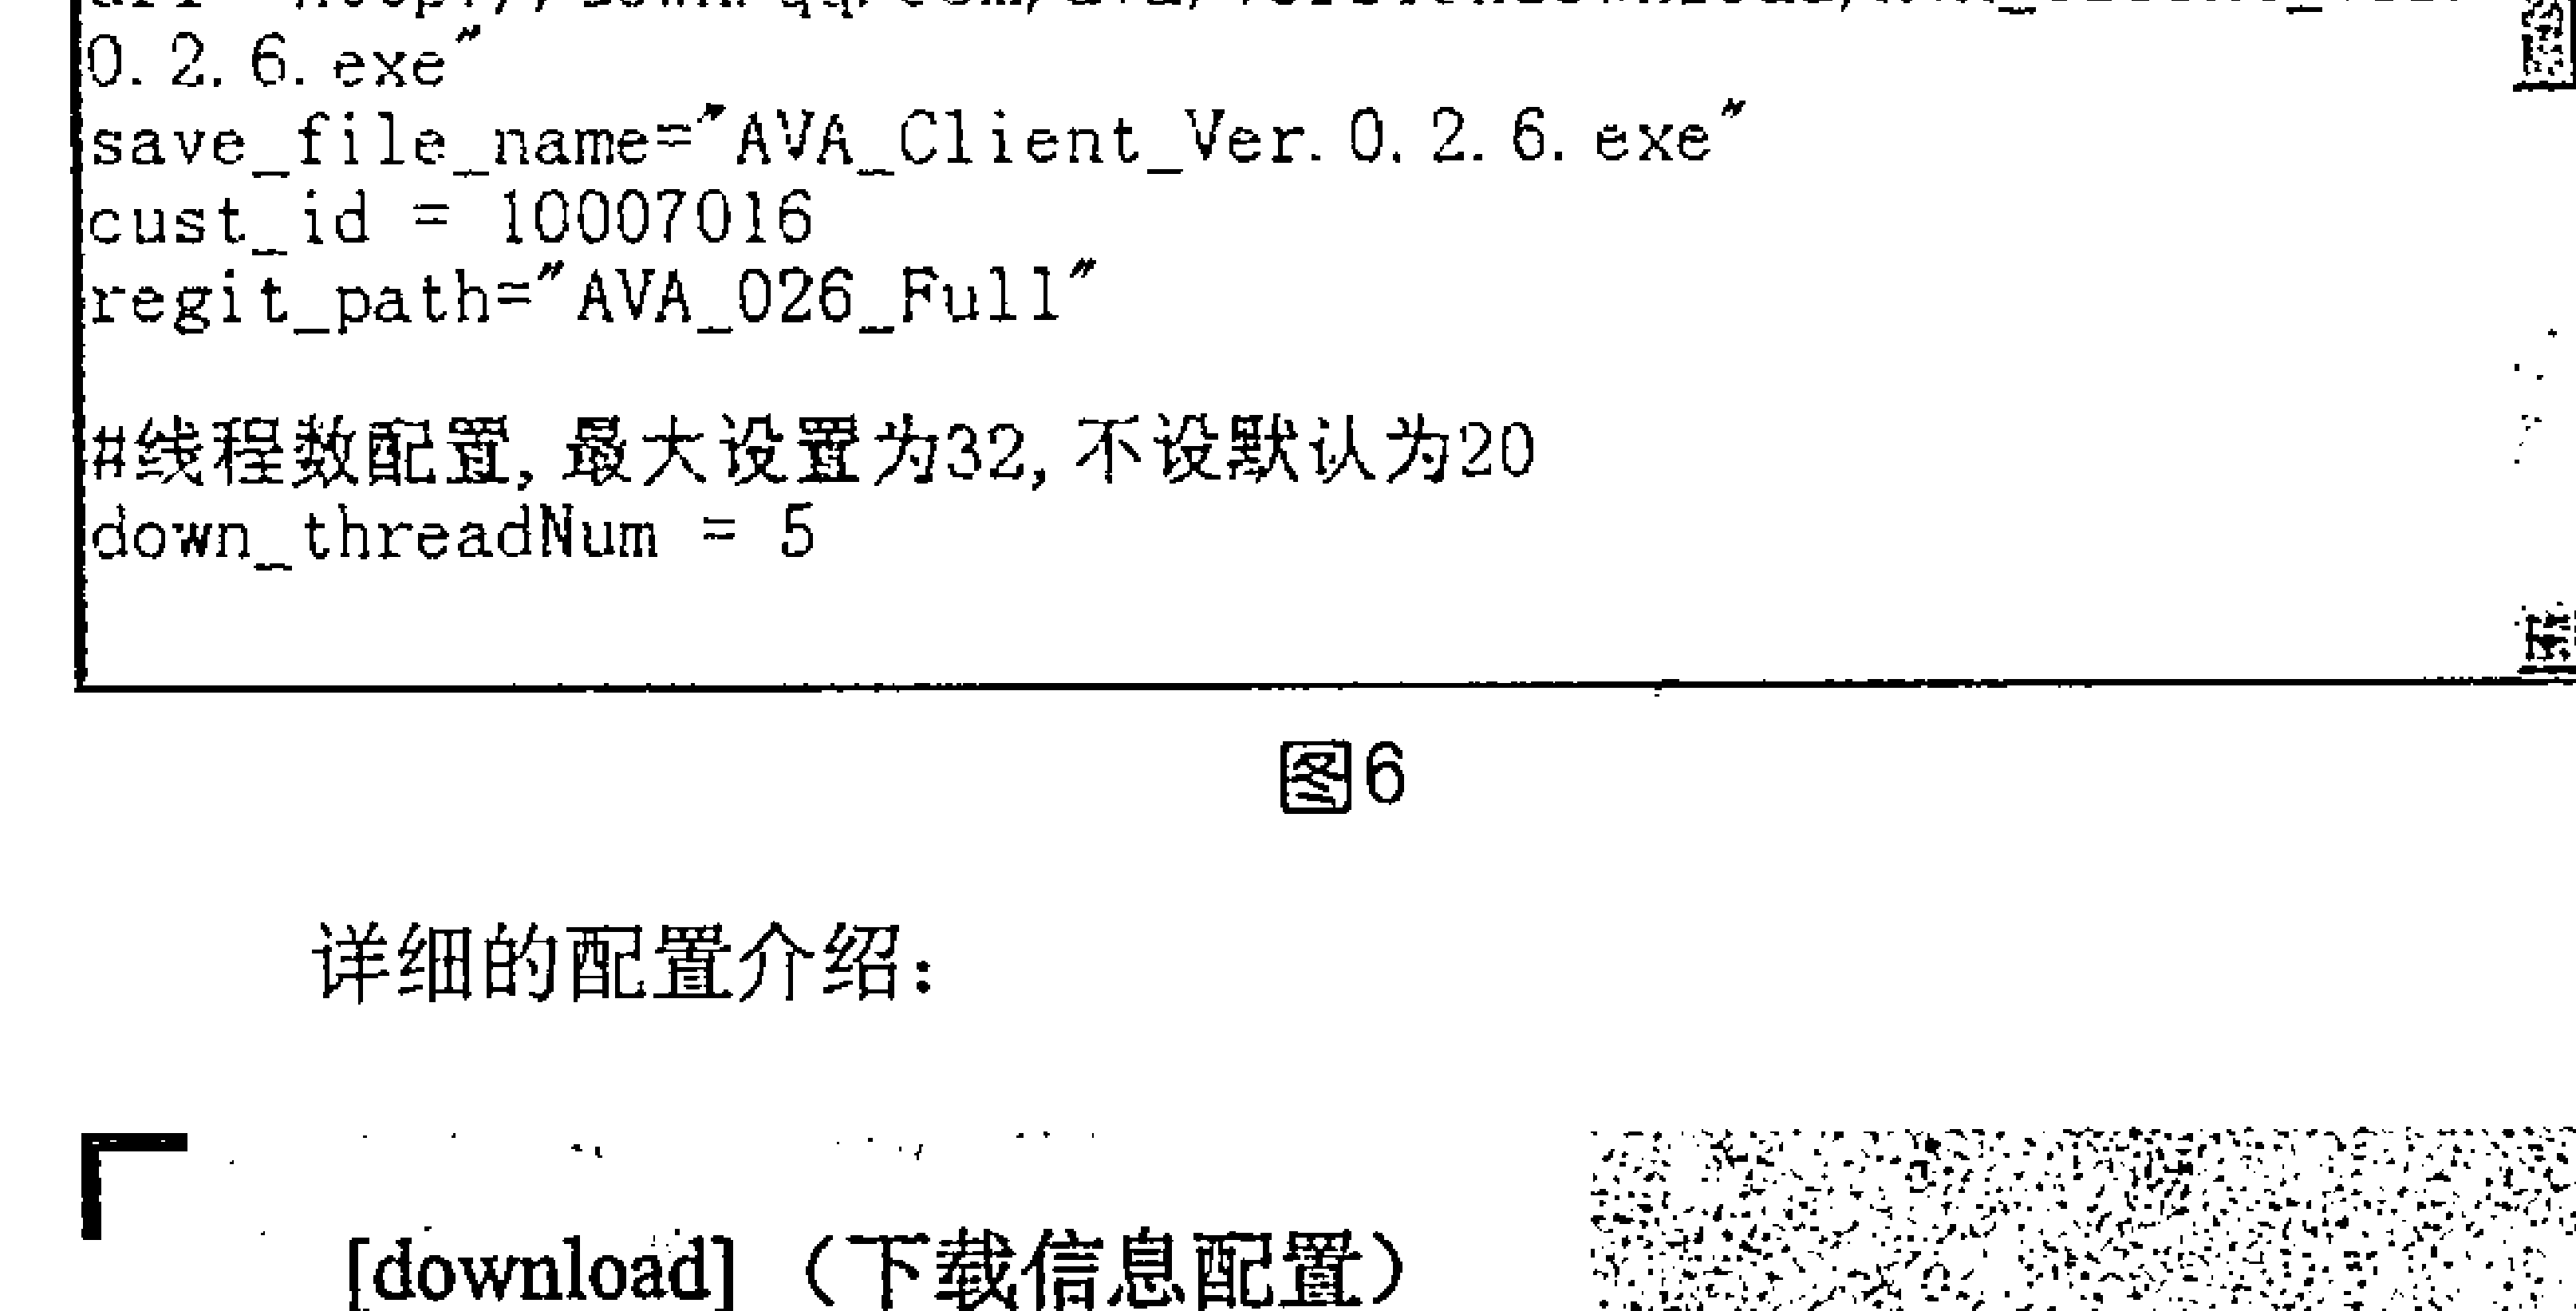 0.2.6.exe"
save_file_name="AVA_Client_Ver.0.2.6.exe"
cust_id = 10007016
regit_path="AVA_026_Full"
#线程数配置,最大设置为32,不设默认为20
down_threadNum = 5
图6
详细的配置介绍：
[download]（下载信息配置）